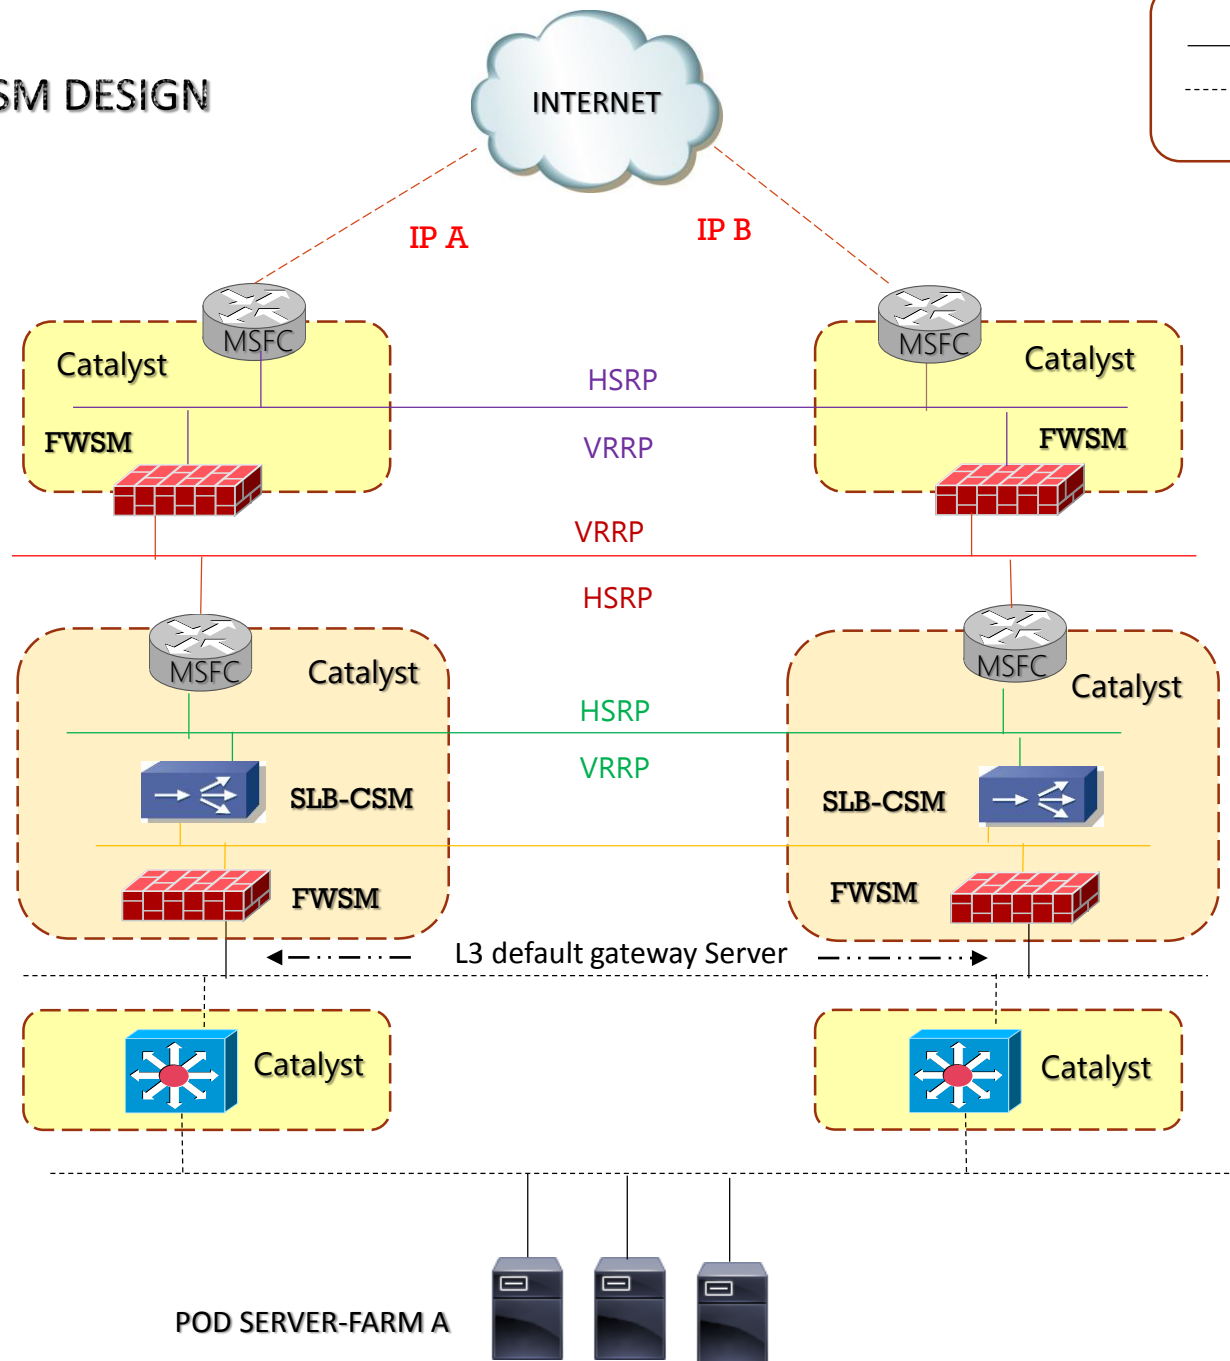 SM DESIGN
INTERNET
IP A
IP B
MSFC
MSFC
Catalyst
Catalyst
HSRP
FWSM
VRRP
FWSM
VRRP
HSRP
MSFC
Catalyst
MSFC
Catalyst
HSRP
VRRP
SLB-CSM
SLB-CSM
FWSM
FWSM
L3 default gateway Server
Catalyst
Catalyst
POD SERVER-FARM A